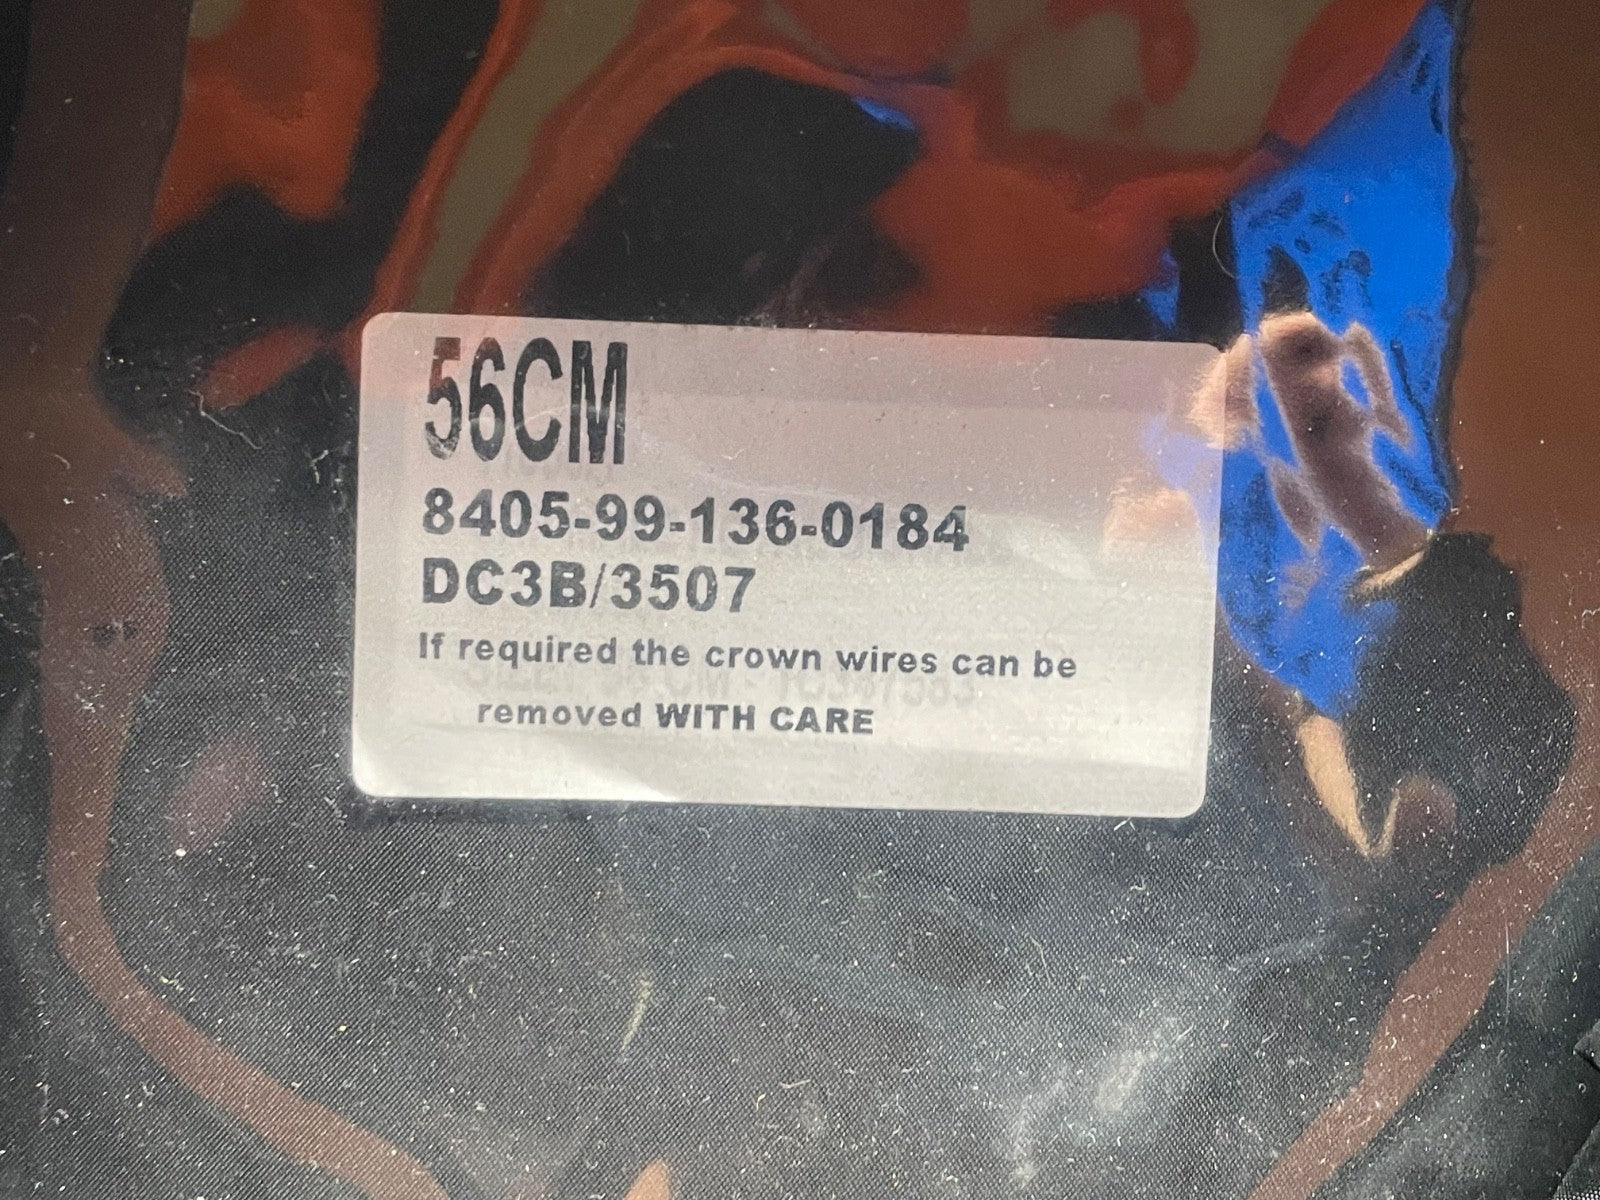 56CM
8405-99-136-0184
DC3B/3507
If required the crown wires can be
removed WITH CARE